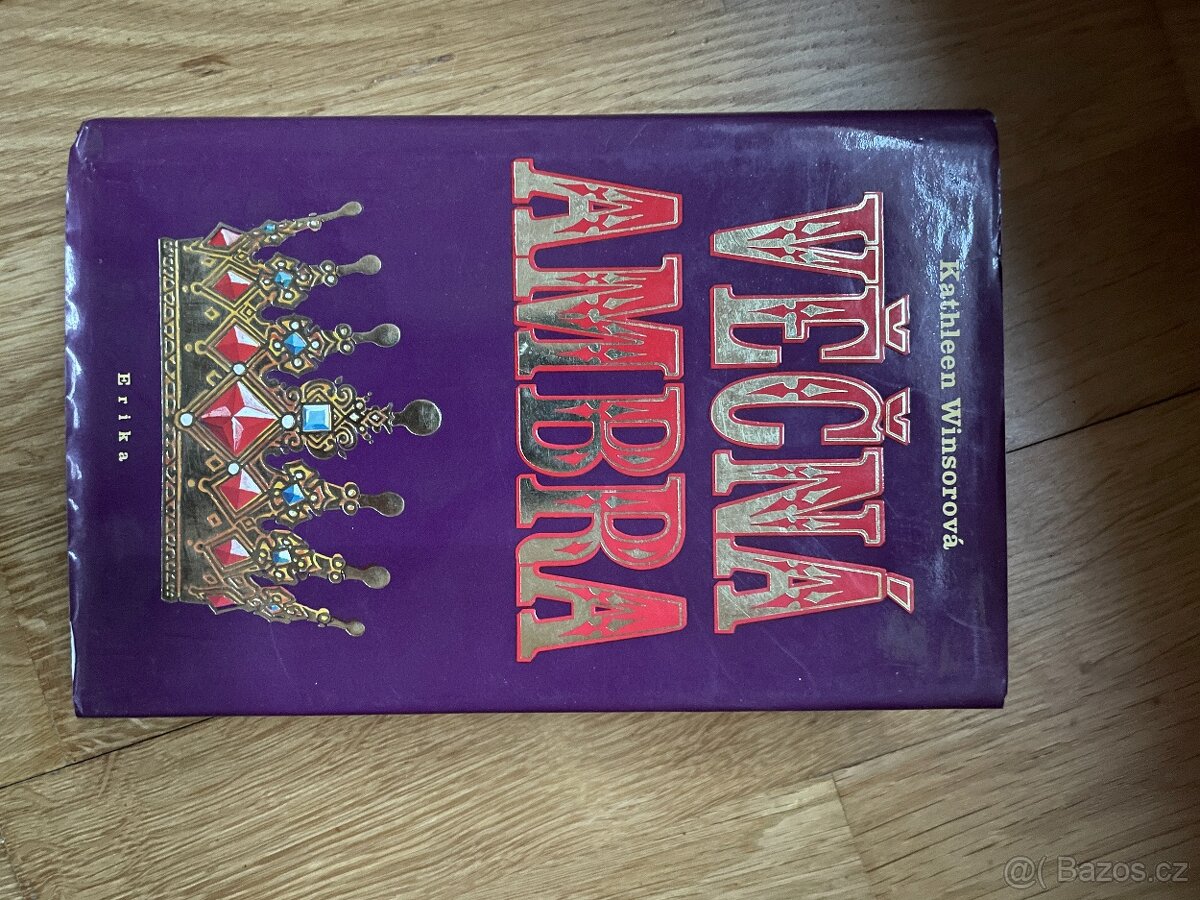 Kathleen Winsorová
VĚČNÁ
AMBRA
Erika
@( Bazos.cz